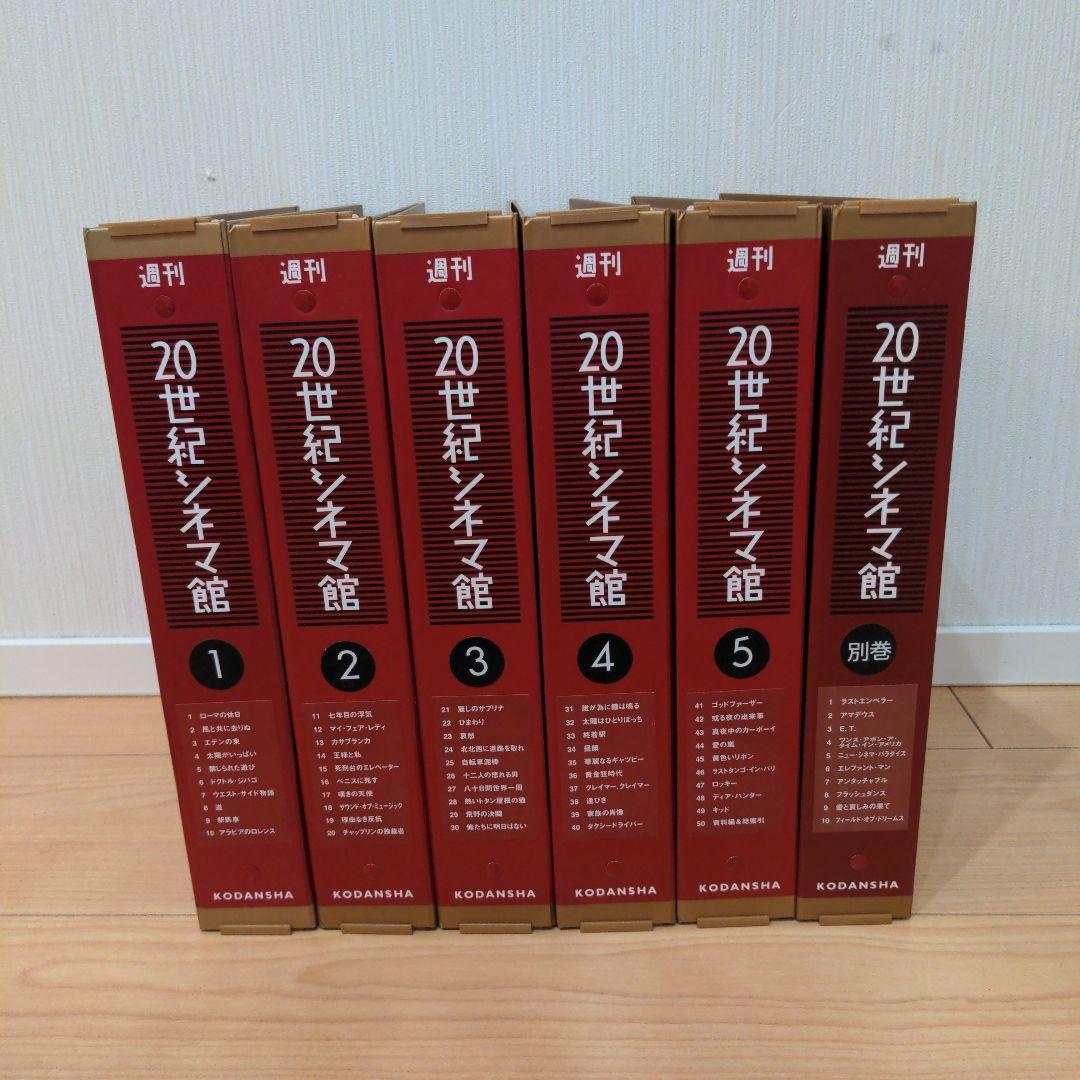 週刊
20世紀シネマ館
1
1 ローマの休日
2 風と共に去りぬ
3 エデンの東
4 太陽がいっぱい
5 禁じられた遊び
6 ドクトル・ジバゴ
7 ウエスト・サイド物語
8 道
9 駅馬車
10 アラビアのロレンス
KODANSHA
週刊
20世紀シネマ館
2
11 七年目の浮気
12 マイ・フェア・レディ
13 カサブランカ
14 王様と私
15 死刑台のエレベーター
16 ベニスに死す
17 嘆きの天使
18 サウンド・オブ・ミュージック
19 理由なき反抗
20 チャップリンの独裁者
KODANSHA
週刊
20世紀シネマ館
3
21 麗しのサブリナ
22 ひまわり
23 哀愁
24 北北西に進路を取れ
25 自転車泥棒
26 十二人の怒れる男
27 八十日間世界一周
28 熱いトタン屋根の猫
29 荒野の決闘
30 俺たちに明日はない
KODANSHA
週刊
20世紀シネマ館
4
31 誰が為に鐘は鳴る
32 太陽はひとりぼっち
33 終着駅
34 昼顔
35 華麗なるギャツビー
36 黄金狂時代
37 クレイマー、クレイマー
38 逢びき
39 家族の肖像
40 タクシードライバー
KODANSHA
週刊
20世紀シネマ館
5
41 ゴッドファーザー
42 或る夜の出来事
43 真夜中のカーボーイ
44 愛の嵐
45 黄色いリボン
46 ラストタンゴ・イン・パリ
47 ロッキー
48 ディア・ハンター
49 キッド
50 資料編&総索引
KODANSHA
週刊
20世紀シネマ館
別巻
1 ラストエンペラー
2 アマデウス
3 E.T.
4 ワンス・アポン・ア・
タイム・イン・アメリカ
5 ニュー・シネマ・パラダイス
6 エレファント・マン
7 アンタッチャブル
8 フラッシュダンス
9 愛と哀しみの果て
10 フィールド・オブ・ドリームス
KODANSHA